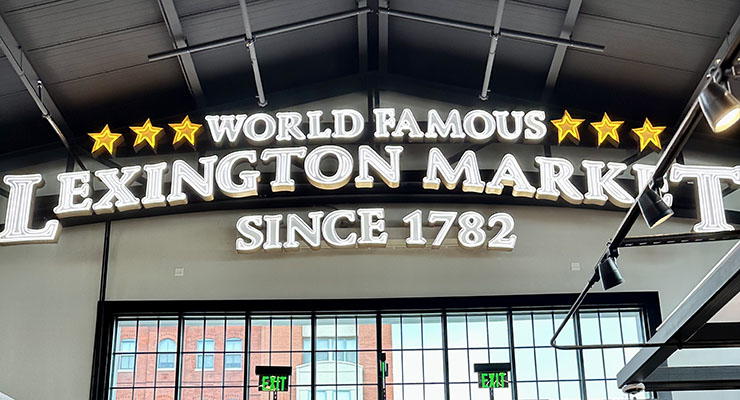 WORLD FAMOUS
LEXINGTON MARKET
SINCE 1782
EXIT
EXIT